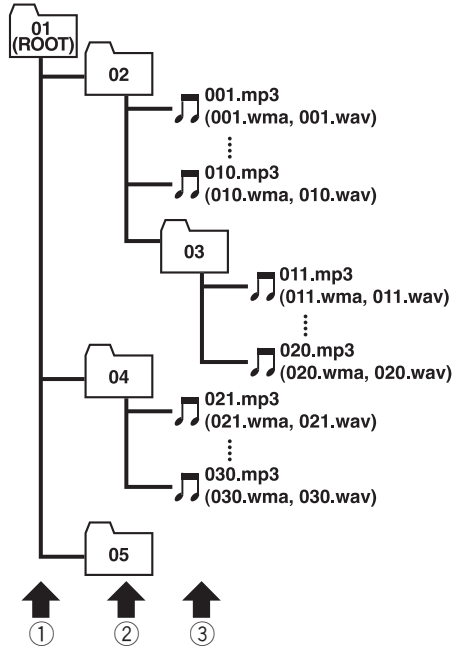 01
(ROOT)
02
001.mp3
(001.wma, 001.wav)
010.mp3
(010.wma, 010.wav)
03
011.mp3
(011.wma, 011.wav)
020.mp3
(020.wma, 020.wav)
04
021.mp3
(021.wma, 021.wav)
030.mp3
(030.wma, 030.wav)
05
① ② ③